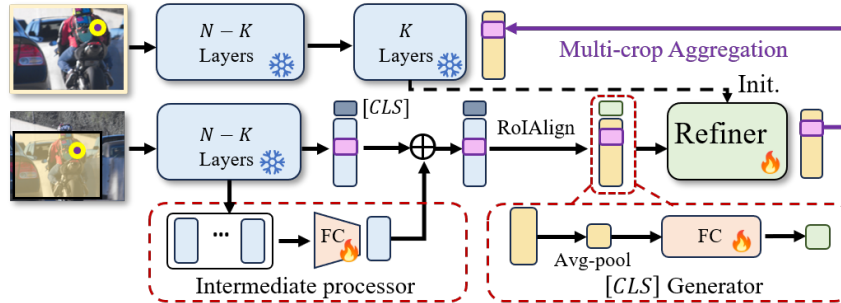 N − K
Layers
K
Layers
Multi-crop Aggregation
Init.
N − K
Layers
[CLS]
RoIAlign
Refiner
...
FC
Intermediate processor
Avg-pool
FC
[CLS] Generator